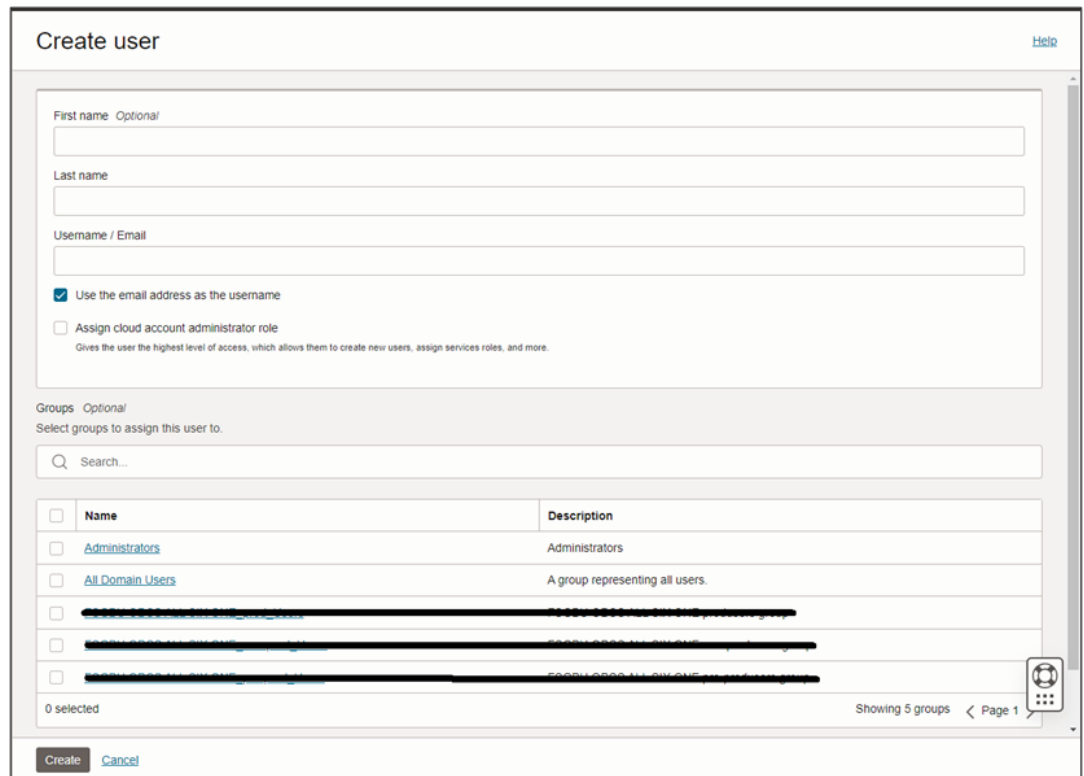 Create user
Help
First name Optional
Last name
Username / Email
Use the email address as the username
Assign cloud account administrator role
Gives the user the highest level of access, which allows them to create new users, assign services roles, and more.
Groups Optional
Select groups to assign this user to.
Search...
Name Description
Administrators Administrators
All Domain Users A group representing all users.
0 selected Showing 5 groups Page 1
Create Cancel